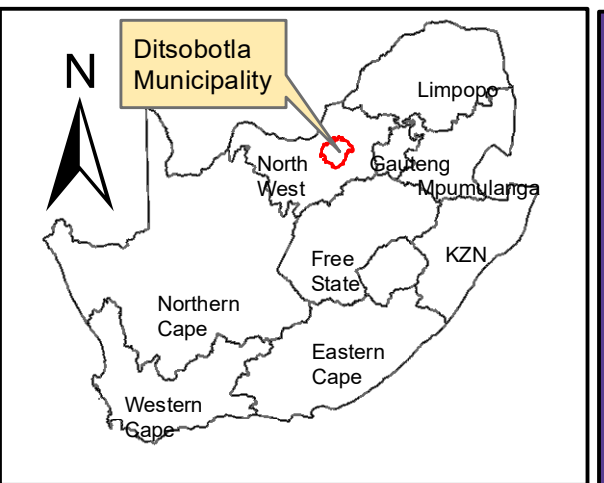 Ditsobotla
Municipality
N
Limpopo
North
West
Gauteng
Mpumulanga
Free
State
KZN
Northern
Cape
Eastern
Cape
Western
Cape